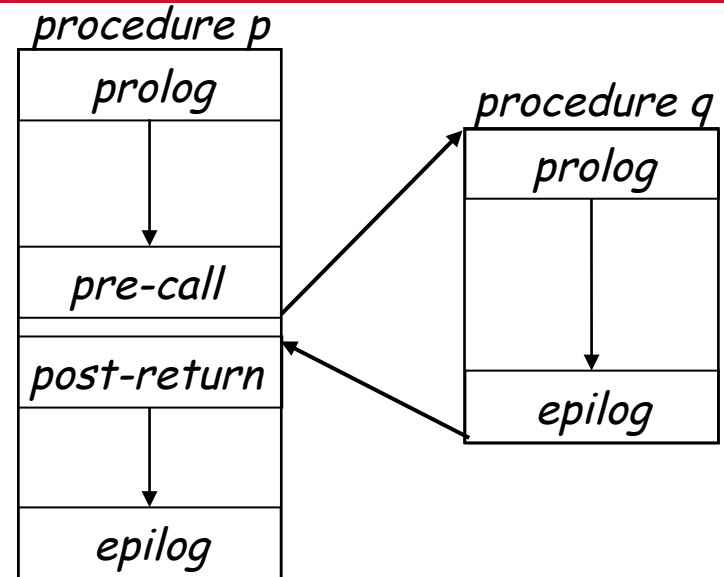 procedure p
prolog
pre-call
post-return
epilog
procedure q
prolog
epilog